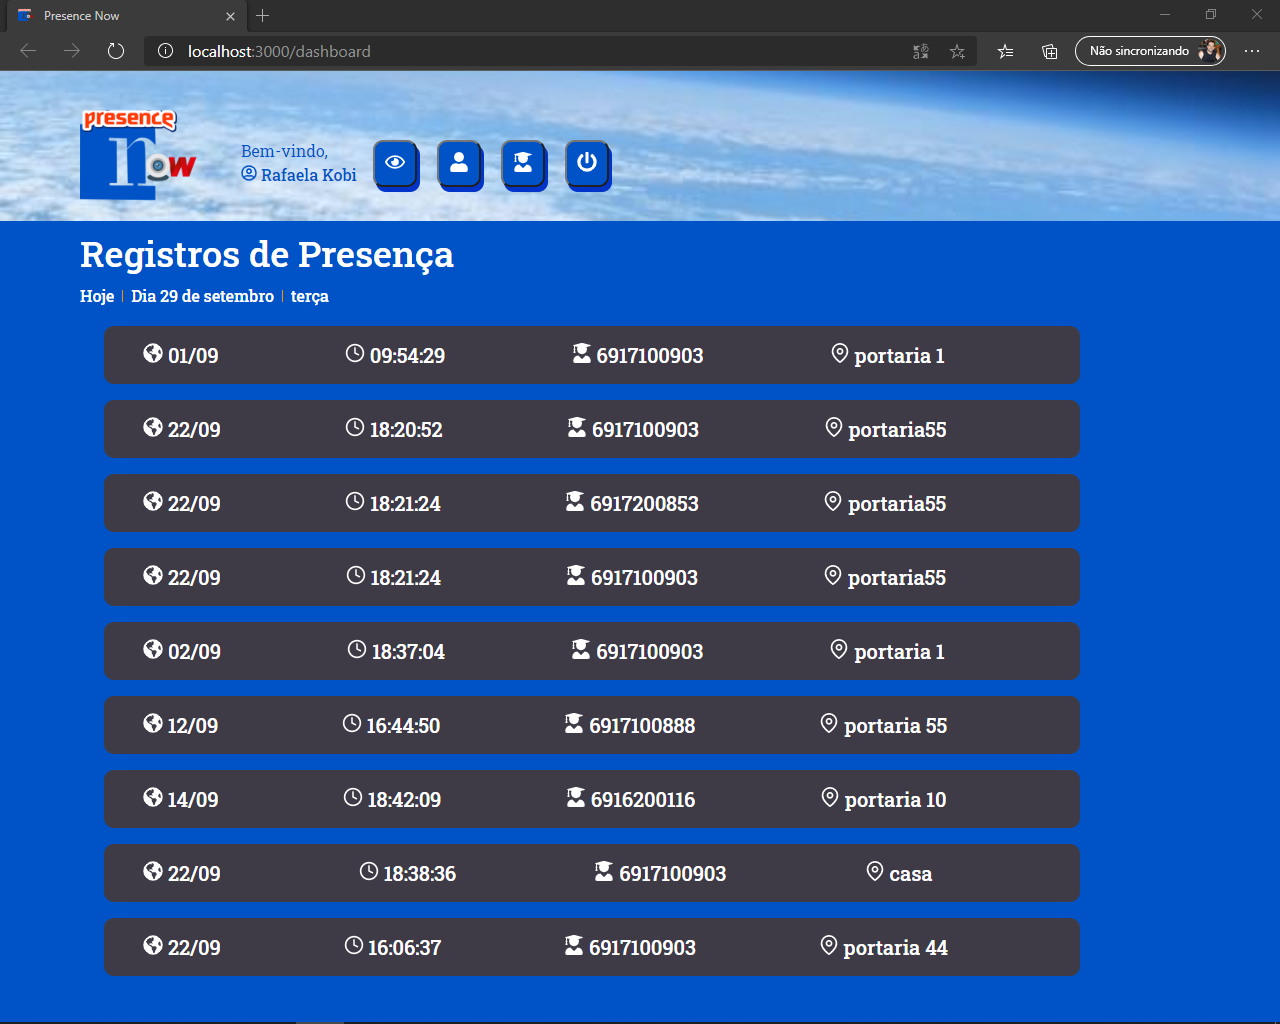 Presence Now
localhost:3000/dashboard
Não sincronizando
presence
now
Bem-vindo,
Rafaela Kobi
Registros de Presença
Hoje | Dia 29 de setembro | terça
01/09 09:54:29 6917100903 portaria 1
22/09 18:20:52 6917100903 portaria55
22/09 18:21:24 6917200853 portaria55
22/09 18:21:24 6917100903 portaria55
02/09 18:37:04 6917100903 portaria 1
12/09 16:44:50 6917100888 portaria 55
14/09 18:42:09 6916200116 portaria 10
22/09 18:38:36 6917100903 casa
22/09 16:06:37 6917100903 portaria 44